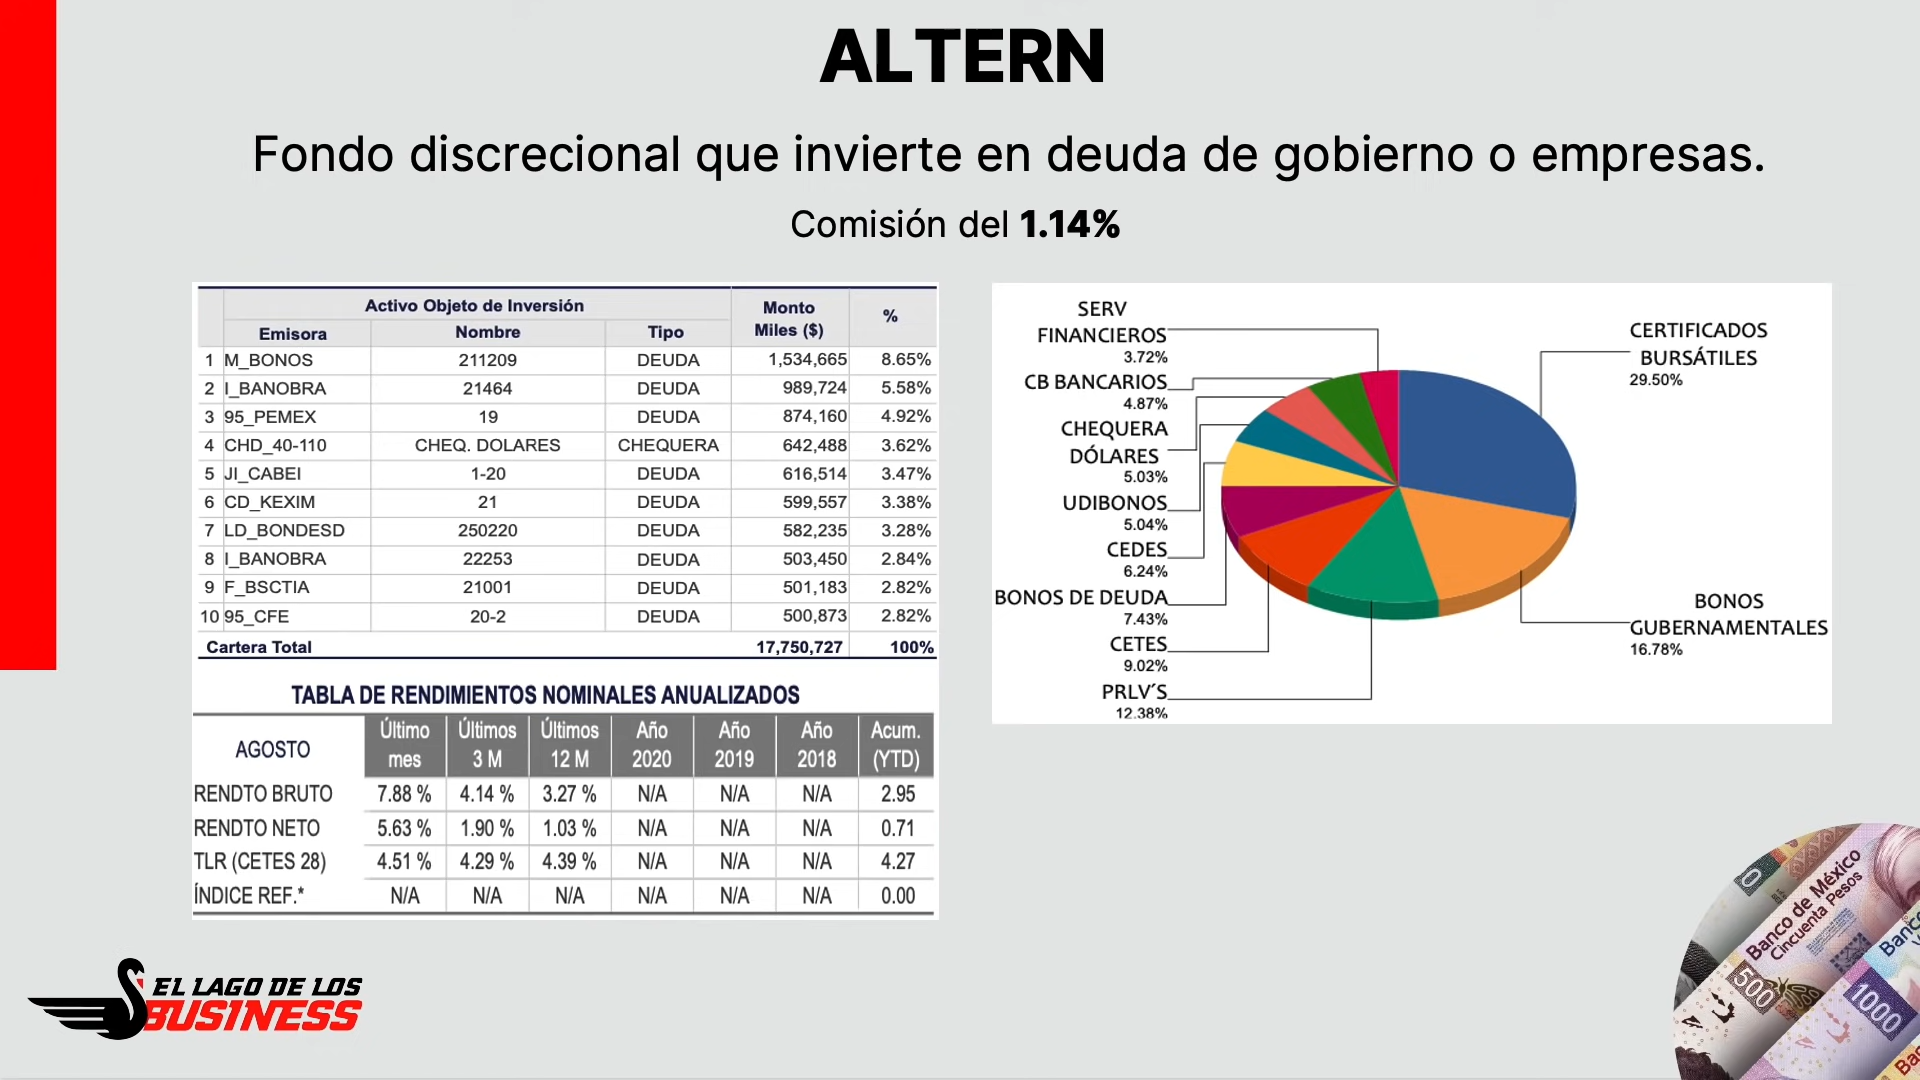 ALTERN
Fondo discrecional que invierte en deuda de gobierno o empresas.
Comisión del 1.14%
Activo Objeto de Inversión Monto Miles ($) %
Emisora Nombre Tipo
1 M_BONOS 211209 DEUDA 1,534,665 8.65%
2 I_BANOBRA 21464 DEUDA 989,724 5.58%
3 95_PEMEX 19 DEUDA 874,160 4.92%
4 CHD_40-110 CHEQ. DOLARES CHEQUERA 642,488 3.62%
5 JI_CABEI 1-20 DEUDA 616,514 3.47%
6 CD_KEXIM 21 DEUDA 599,557 3.38%
7 LD_BONDESD 250220 DEUDA 582,235 3.28%
8 I_BANOBRA 22253 DEUDA 503,450 2.84%
9 F_BSCTIA 21001 DEUDA 501,183 2.82%
10 95_CFE 20-2 DEUDA 500,873 2.82%
Cartera Total 17,750,727 100%
TABLA DE RENDIMIENTOS NOMINALES ANUALIZADOS
AGOSTO Último mes Últimos 3 M Últimos 12 M Año 2020 Año 2019 Año 2018 Acum. (YTD)
RENDTO BRUTO 7.88 % 4.14 % 3.27 % N/A N/A N/A 2.95
RENDTO NETO 5.63 % 1.90 % 1.03 % N/A N/A N/A 0.71
TLR (CETES 28) 4.51 % 4.29 % 4.39 % N/A N/A N/A 4.27
ÍNDICE REF.* N/A N/A N/A N/A N/A N/A 0.00
SERV
FINANCIEROS
3.72%
CB BANCARIOS
4.87%
CHEQUERA
DÓLARES
5.03%
UDIBONOS
5.04%
CEDES
6.24%
BONOS DE DEUDA
7.43%
CETES
9.02%
PRLV´S
12.38%
CERTIFICADOS
BURSÁTILES
29.50%
BONOS
GUBERNAMENTALES
16.78%
EL LAGO DE LOS
BUSINESS
Banco de México
Cincuenta Pesos
500
1000